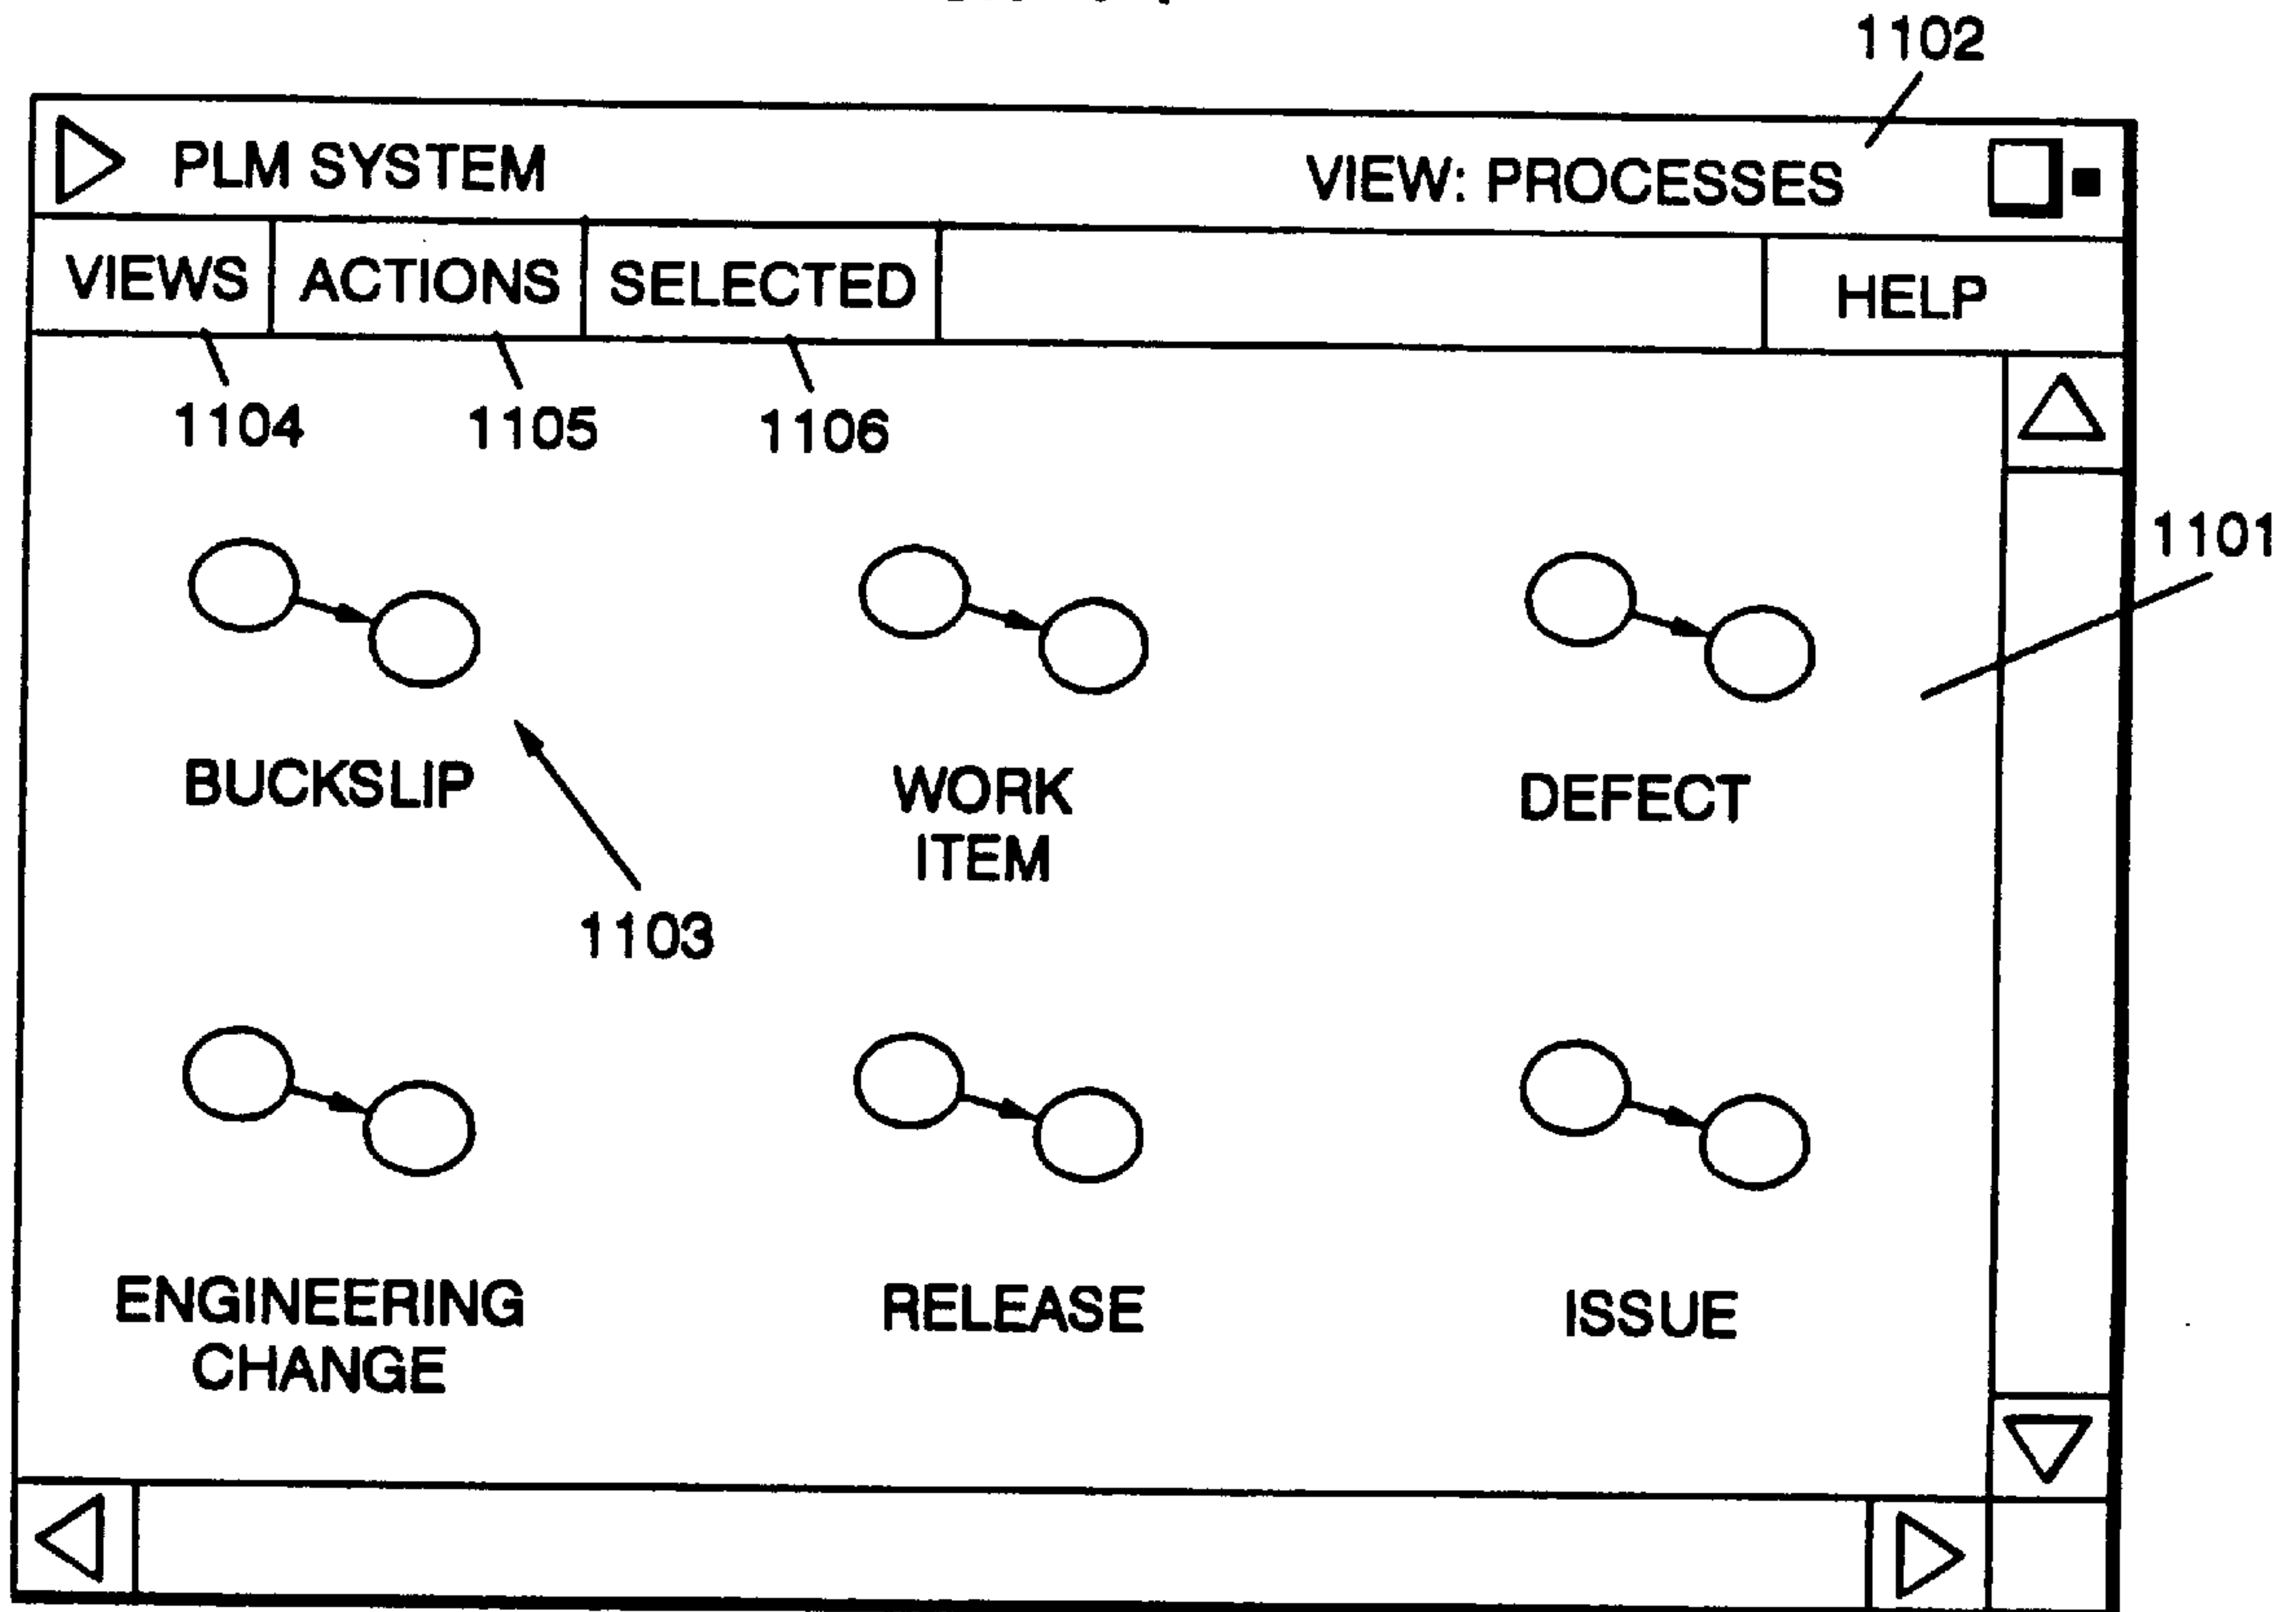 1102
PLM SYSTEM VIEW: PROCESSES
VIEWS ACTIONS SELECTED HELP
1104 1105 1106
1101
BUCKSLIP WORK DEFECT
ITEM
1103
ENGINEERING RELEASE ISSUE
CHANGE